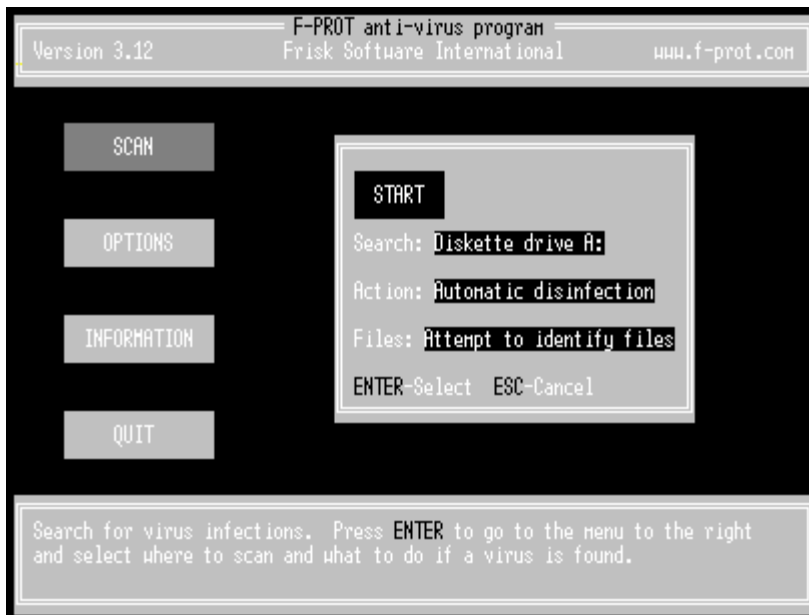 F-PROT anti-virus program
Version 3.12 Frisk Software International www.f-prot.com
SCAN
OPTIONS
INFORMATION
QUIT
START
Search: Diskette drive A:
Action: Automatic disinfection
Files: Attempt to identify files
ENTER-Select ESC-Cancel
Search for virus infections. Press ENTER to go to the menu to the right
and select where to scan and what to do if a virus is found.